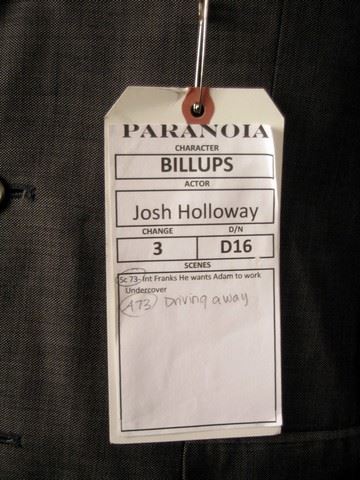 PARANOIA
CHARACTER
BILLUPS
ACTOR
Josh Holloway
CHANGE D/N
3 D16
SCENES
Sc 73- Int Franks He wants Adam to work
Undercover
A73) Driving away